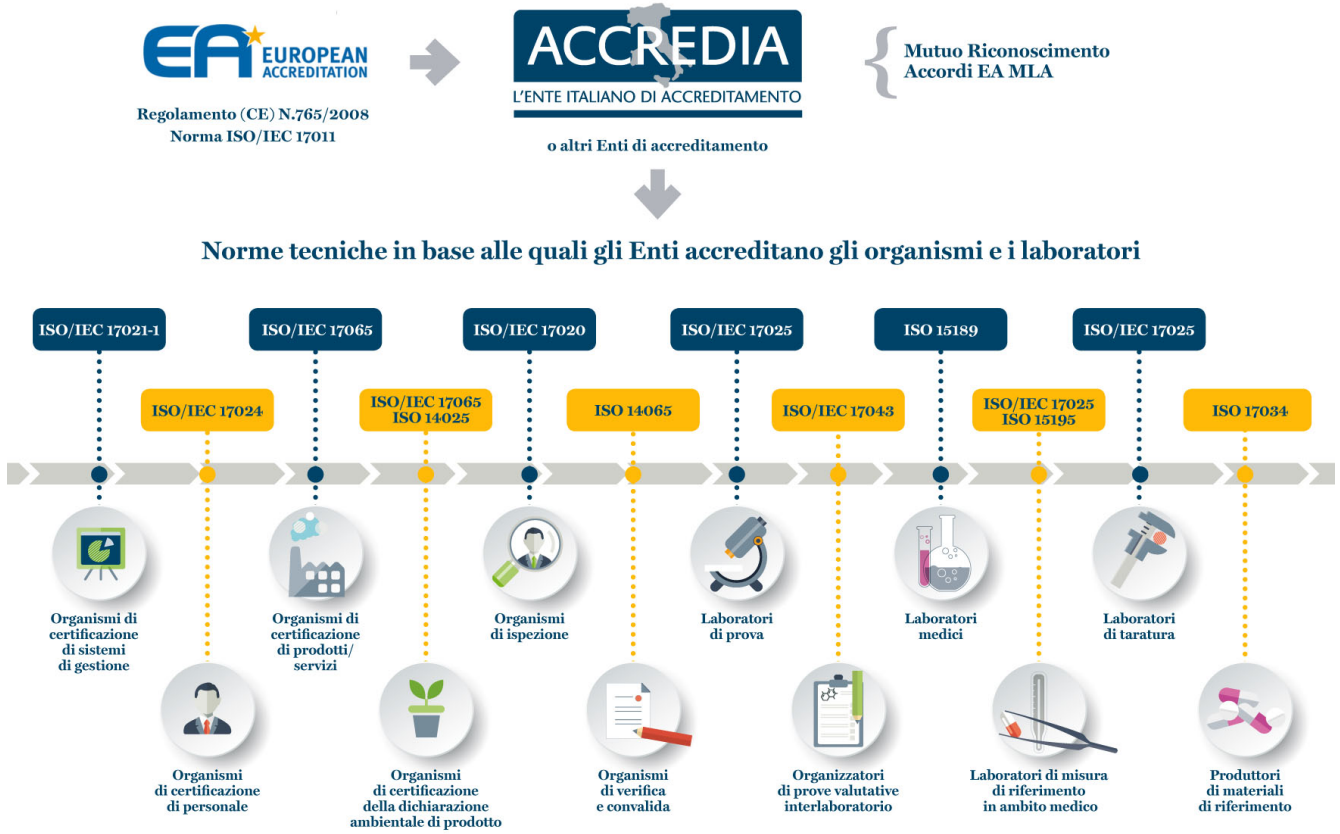 EA EUROPEAN
ACCREDITATION
Regolamento (CE) N.765/2008
Norma ISO/IEC 17011
ACCREDIA
L'ENTE ITALIANO DI ACCREDITAMENTO
o altri Enti di accreditamento
Mutuo Riconoscimento
Accordi EA MLA
Norme tecniche in base alle quali gli Enti accreditano gli organismi e i laboratori
ISO/IEC 17021-1
ISO/IEC 17065
ISO/IEC 17020
ISO/IEC 17025
ISO 15189
ISO/IEC 17025
ISO/IEC 17024
ISO/IEC 17065
ISO 14025
ISO 14065
ISO/IEC 17043
ISO/IEC 17025
ISO 15195
ISO 17034
Organismi di
certificazione
di sistemi
di gestione
Organismi di
certificazione
di prodotti/
servizi
Organismi
di ispezione
Laboratori
di prova
Laboratori
medici
Laboratori
di taratura
Organismi
di certificazione
di personale
Organismi
di certificazione
della dichiarazione
ambientale di prodotto
Organismi
di verifica
e convalida
Organizzatori
di prove valutative
interlaboratorio
Laboratori di misura
di riferimento
in ambito medico
Produttori
di materiali
di riferimento